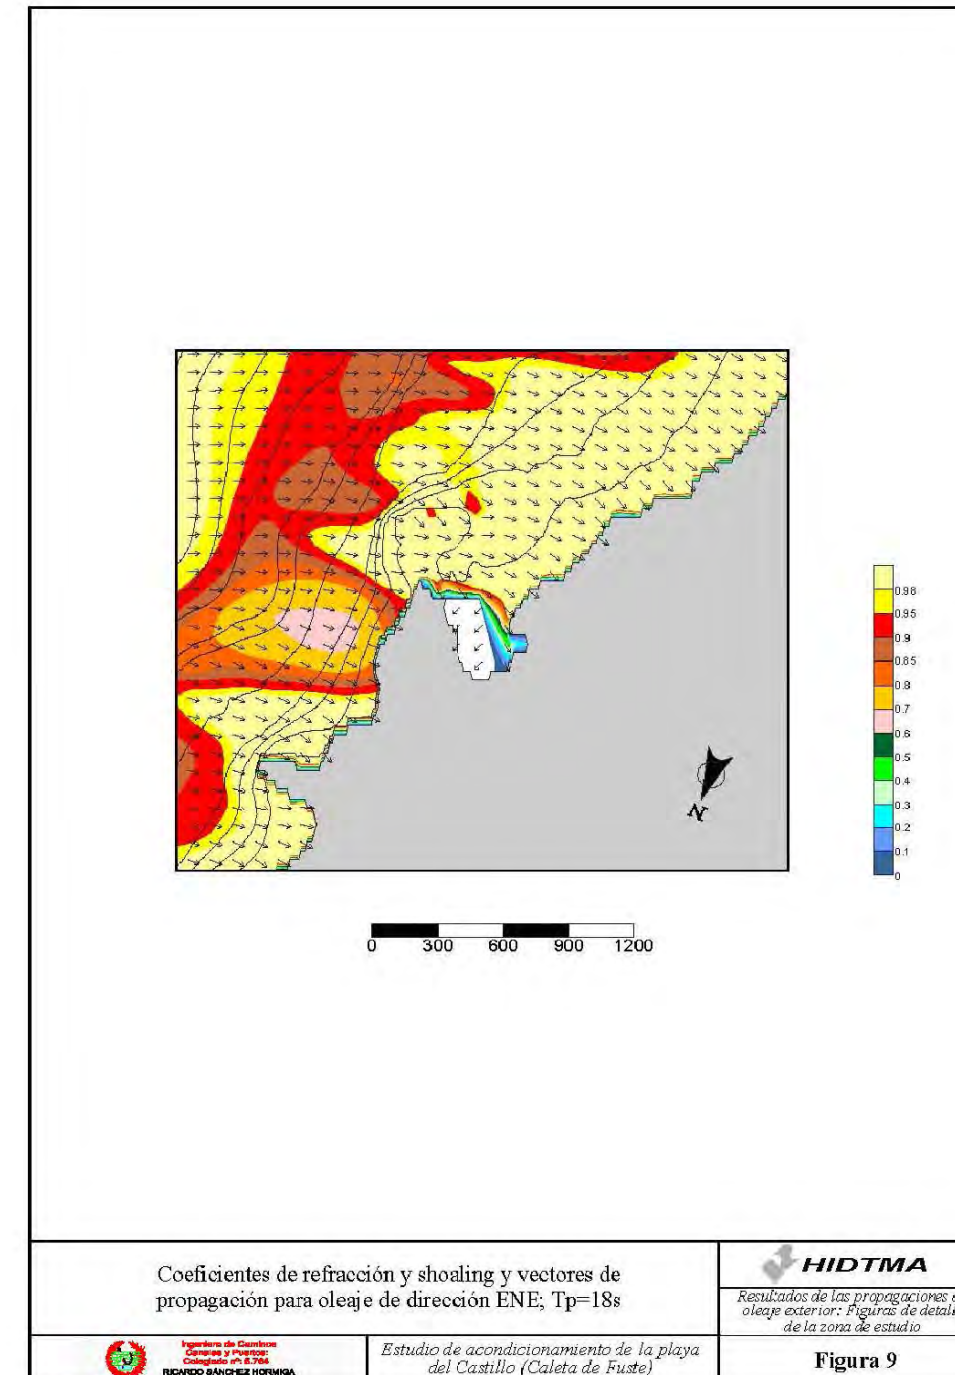 0.98
0.95
0.9
0.85
0.8
0.7
0.6
0.5
0.4
0.3
0.2
0.1
0
N
0 300 600 900 1200
Coeficientes de refracción y shoaling y vectores de
propagación para oleaje de dirección ENE; Tp=18s
HIDTMA
Resultados de las propagaciones
oleaje exterior: Figuras de detal
de la zona de estudio
Ingeniero de Caminos
Canales y Puertos:
Colegiado nº: 5.764
RICARDO SÁNCHEZ HORMIGA
Estudio de acondicionamiento de la playa
del Castillo (Caleta de Fuste)
Figura 9